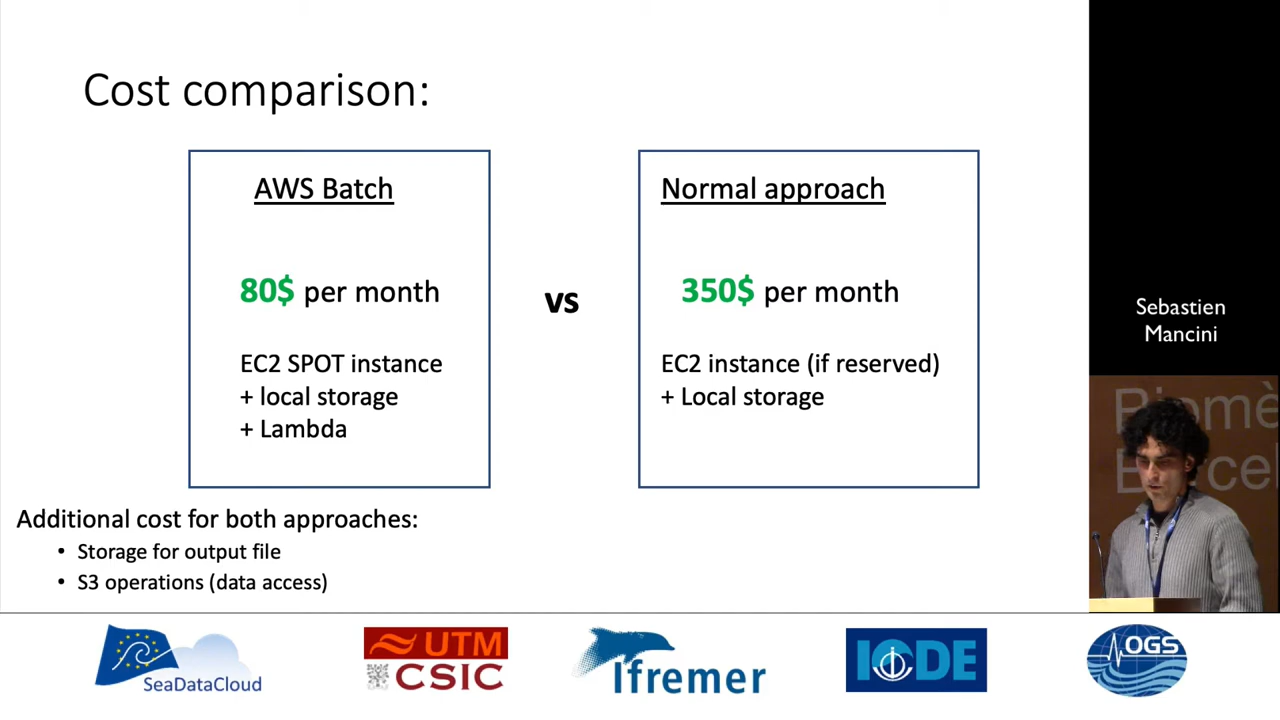 Cost comparison:
AWS Batch
80$ per month
EC2 SPOT instance
+ local storage
+ Lambda
vs
Normal approach
350$ per month
EC2 instance (if reserved)
+ Local storage
Additional cost for both approaches:
• Storage for output file
• S3 operations (data access)
Sebastien
Mancini
SeaDataCloud
UTM
CSIC
Ifremer
IODE
OGS